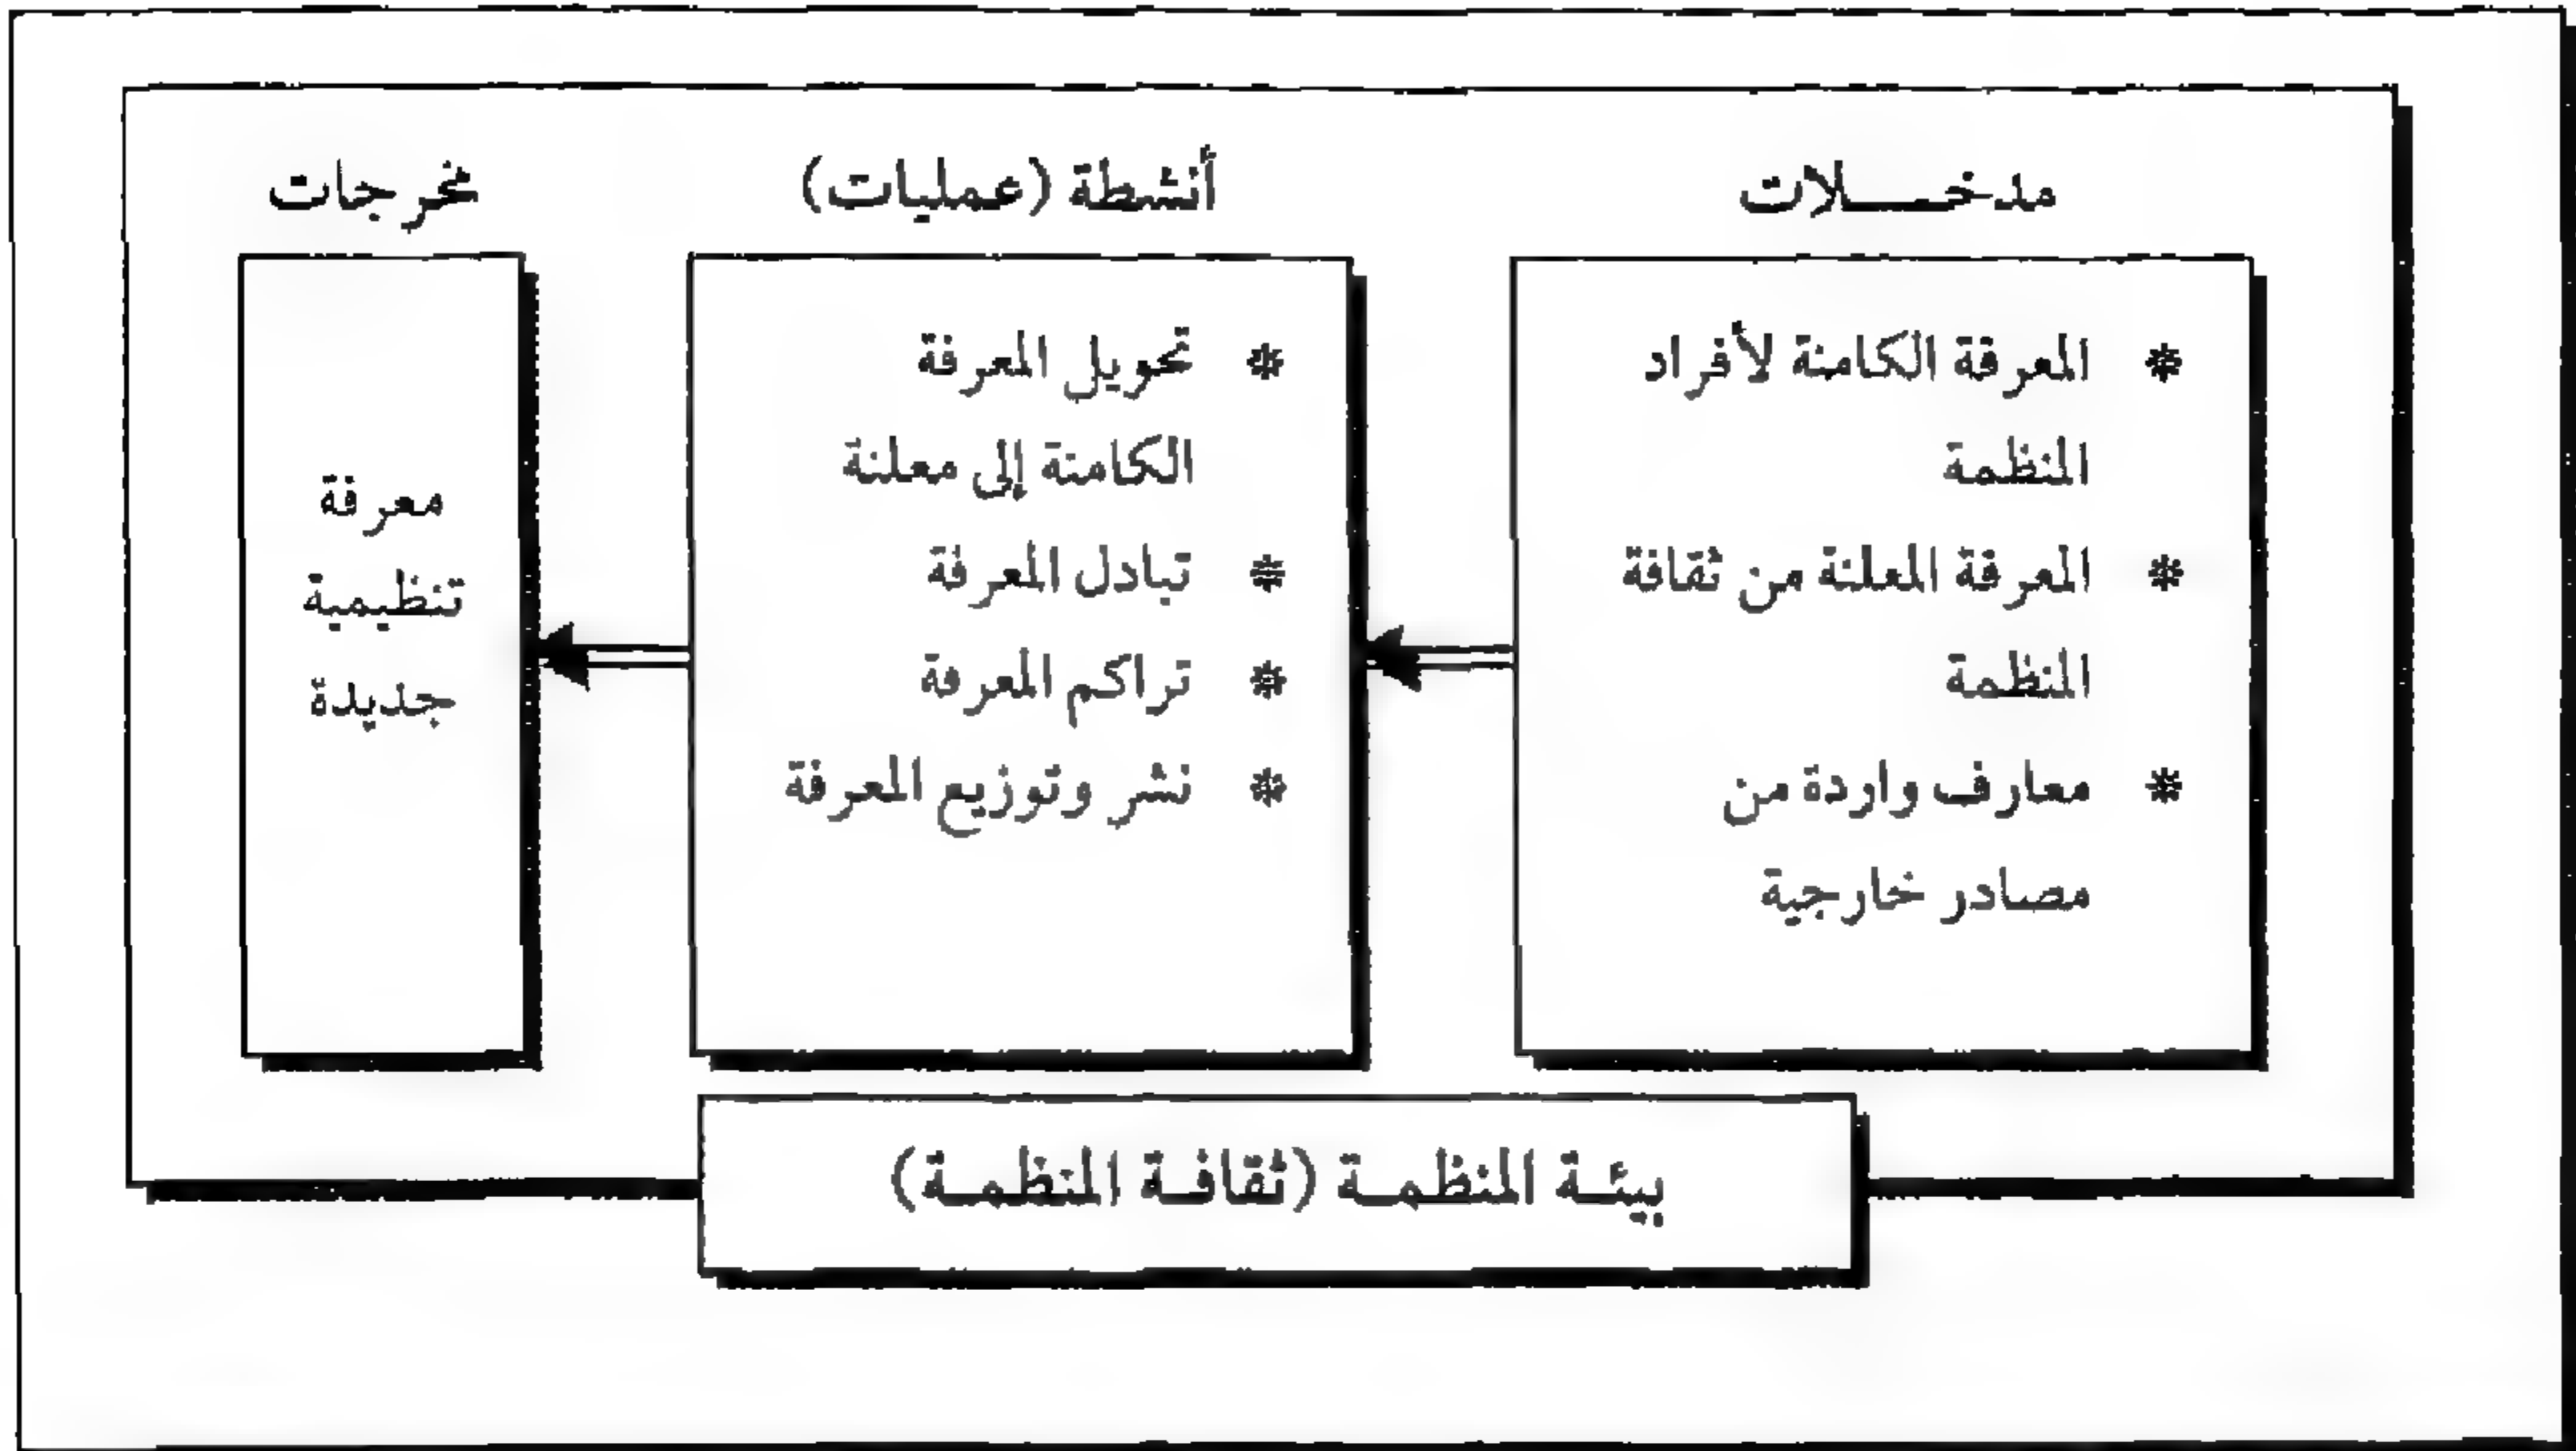 مدخـــــلات
* المعرفة الكامنة لأفراد
المنظمة
* المعرفة المعلنة من ثقافة
المنظمة
* معارف واردة من
مصادر خارجية
أنشطة (عمليات)
* تحويل المعرفة
الكامنة إلى معلنة
* تبادل المعرفة
* تراكم المعرفة
* نشر وتوزيع المعرفة
مخرجات
معرفة
تنظيمية
جديدة
بيئـة المنظمـة (ثقافـة المنظمـة)